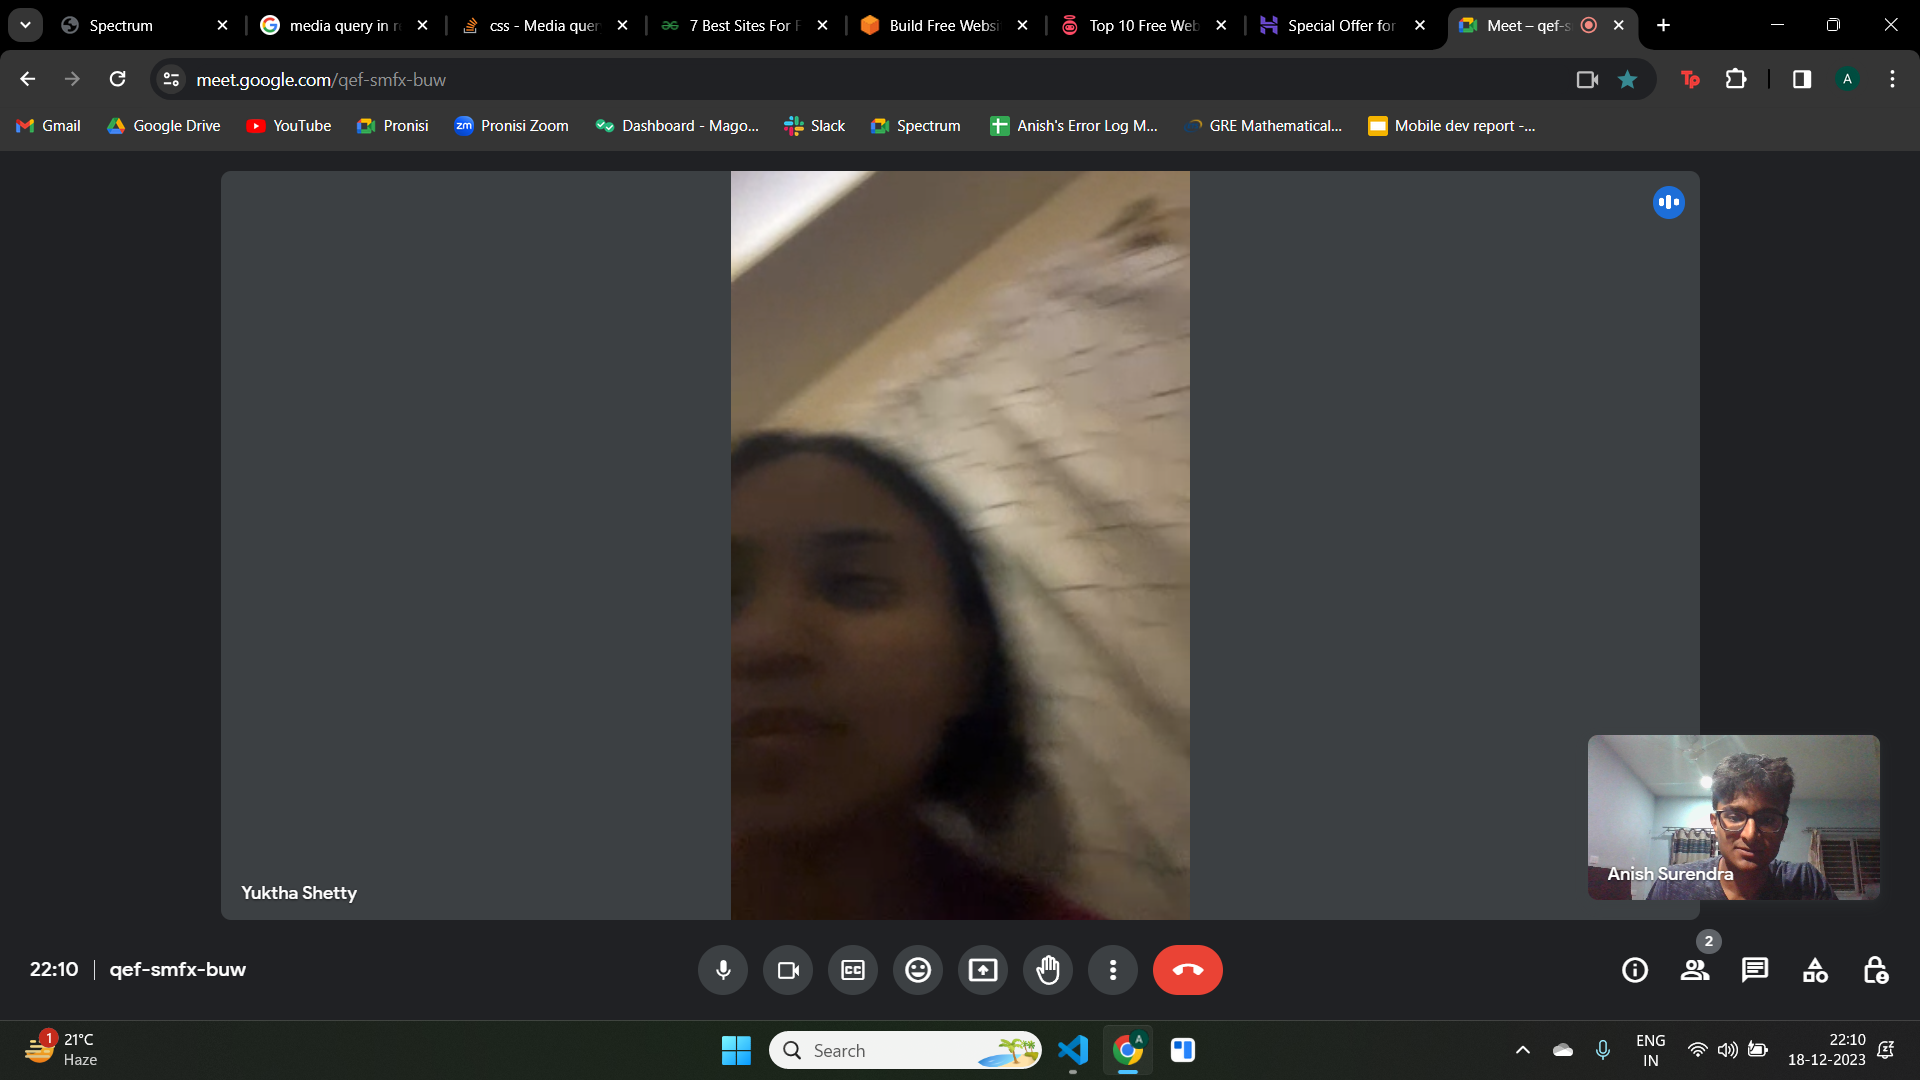 Spectrum
media query in r
css - Media quer
7 Best Sites For F
Build Free Websi
Top 10 Free Web
Special Offer for
Meet – qef-s
meet.google.com/qef-smfx-buw
Tp
A
Gmail
Google Drive
YouTube
Pronisi
zm Pronisi Zoom
Dashboard - Mago...
Slack
Spectrum
Anish's Error Log M...
GRE Mathematical...
Mobile dev report -...
Yuktha Shetty
Anish Surendra
22:10 | qef-smfx-buw
CC
2
1
21°C
Haze
Search
A
ENG
IN
22:10
18-12-2023